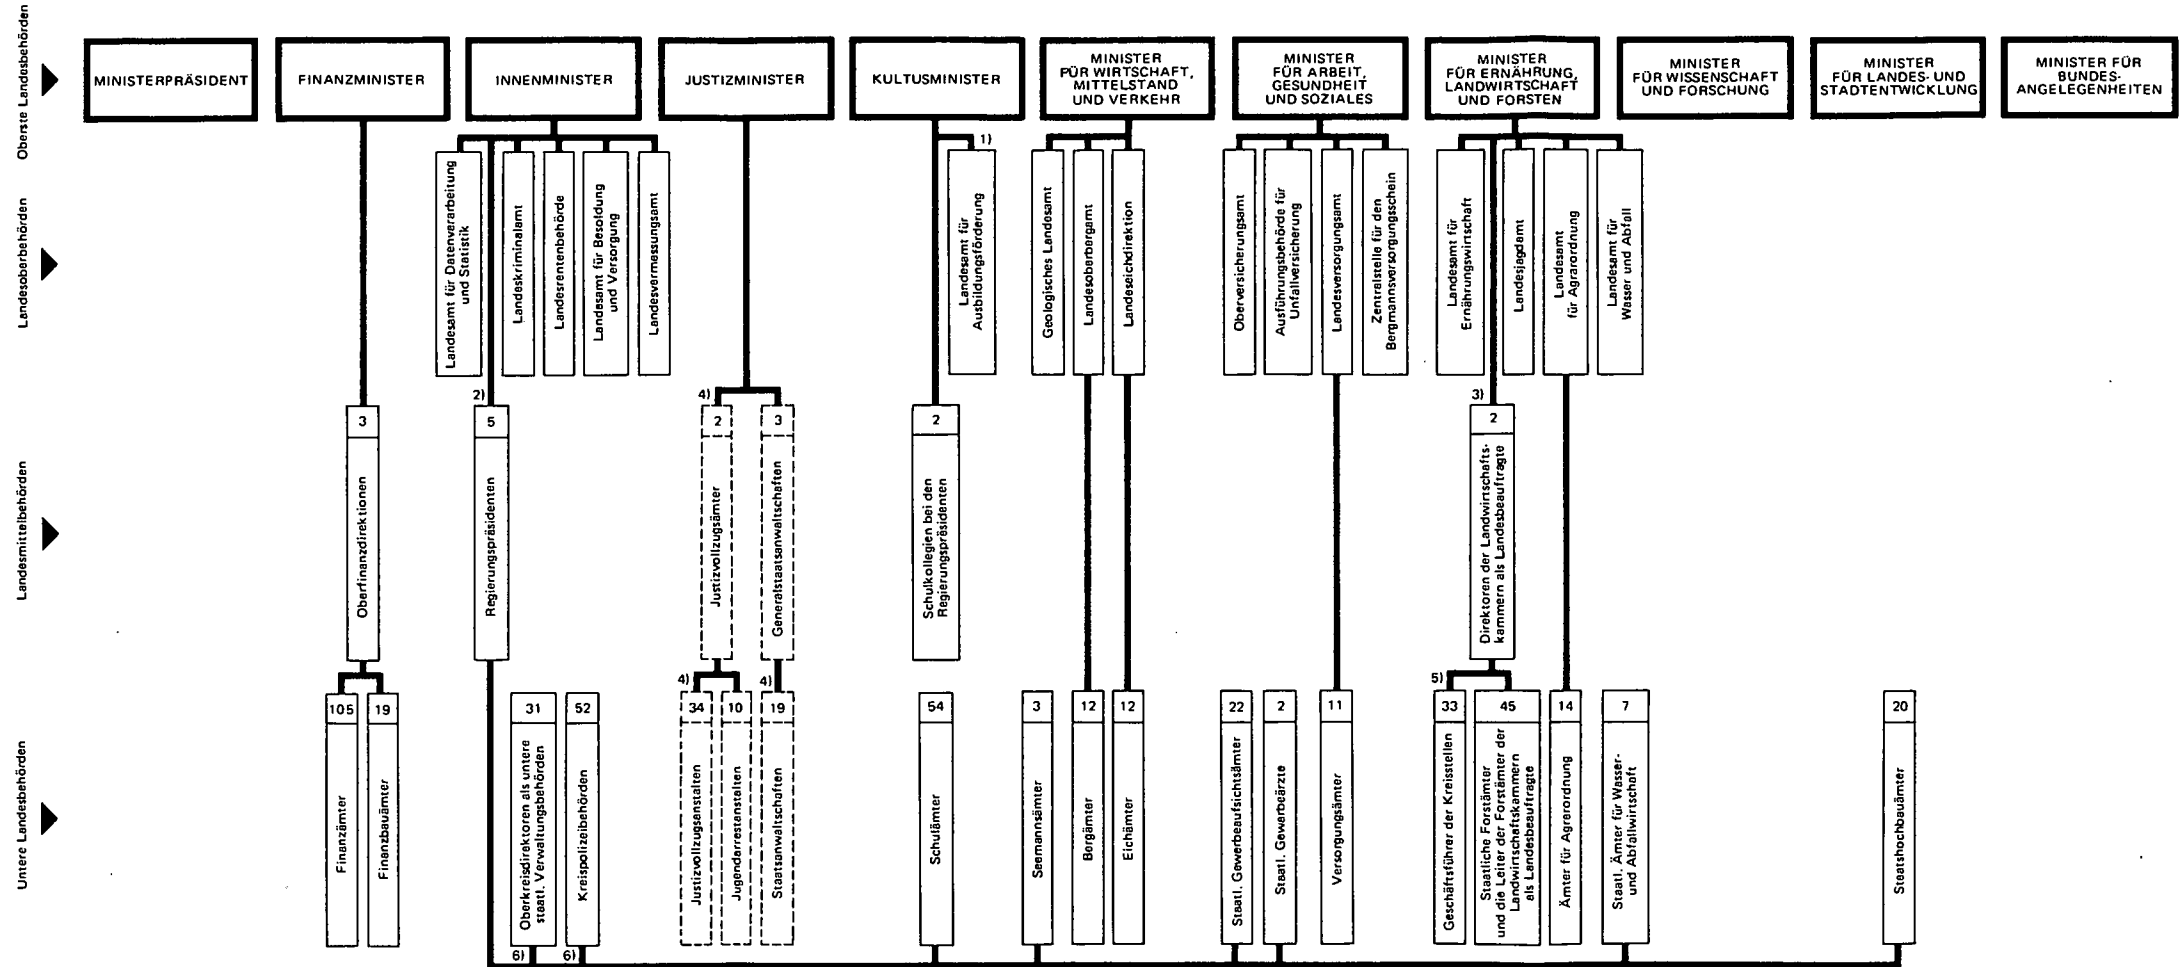 Oberste Landesbehörden
MINISTERPRÄSIDENT
FINANZMINISTER
INNENMINISTER
JUSTIZMINISTER
KULTUSMINISTER
MINISTER
FÜR WIRTSCHAFT,
MITTELSTAND
UND VERKEHR
MINISTER
FÜR ARBEIT,
GESUNDHEIT
UND SOZIALES
MINISTER
FÜR ERNÄHRUNG,
LANDWIRTSCHAFT
UND FORSTEN
MINISTER
FÜR WISSENSCHAFT
UND FORSCHUNG
MINISTER
FÜR LANDES- UND
STADTENTWICKLUNG
MINISTER FÜR
BUNDES-
ANGELEGENHEITEN
Landesoberbehörden
Landesamt für Datenverarbeitung
und Statistik
Landeskriminalamt
Landesrentenbehörde
Landesamt für Besoldung
und Versorgung
Landesvermessungsamt
1)
Landesamt für
Ausbildungsförderung
Geologisches Landesamt
Landesoberbergamt
Landeseichdirektion
Oberversicherungsamt
Ausführungsbehörde für
Unfallversicherung
Landesversorgungsamt
Zentralstelle für den
Bergmannsversorgungsschein
Landesamt für
Ernährungswirtschaft
Landesjagdamt
Landesamt
für Agrarordnung
Landesamt für
Wasser und Abfall
Landesmittelbehörden
3
Oberfinanzdirektionen
2)
5
Regierungspräsidenten
4)
2
Justizvollzugsämter
3
Generalstaatsanwaltschaften
2
Schulkollegien bei den
Regierungspräsidenten
3)
2
Direktoren der Landwirtschafts-
kammern als Landesbeauftragte
Untere Landesbehörden
105
Finanzämter
19
Finanzbauämter
31
Oberkreisdirektoren als untere
staatl. Verwaltungsbehörden
6)
52
Kreispolizeibehörden
6)
4)
34
Justizvollzugsanstalten
10
Jugendarrestanstalten
4)
19
Staatsanwaltschaften
54
Schulämter
3
Seemannsämter
12
Bergämter
12
Eichämter
22
Staatl. Gewerbeaufsichtsämter
2
Staatl. Gewerbeärzte
11
Versorgungsämter
5)
33
Geschäftsführer der Kreisstellen
45
Staatliche Forstämter
und die Leiter der Forstämter der
Landwirtschaftskammern
als Landesbeauftragte
14
Ämter für Agrarordnung
7
Staatl. Ämter für Wasser-
und Abfallwirtschaft
20
Staatshochbauämter